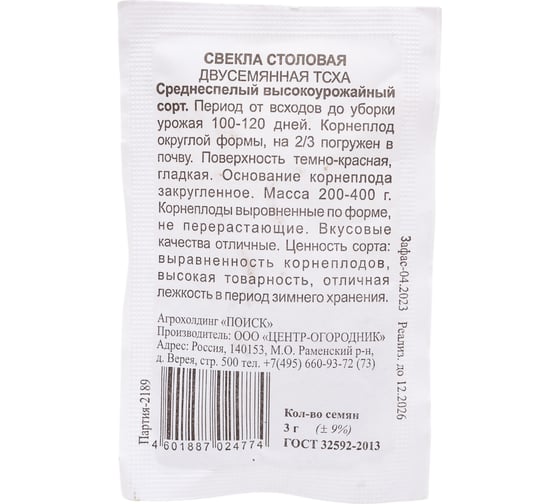 СВЕКЛА СТОЛОВАЯ
ДВУСЕМЯННАЯ ТСХА
Среднеспелый высокоурожайный
сорт. Период от всходов до уборки
урожая 100-120 дней. Корнеплод
округлой формы, на 2/3 погружен в
почву. Поверхность темно-красная,
гладкая. Основание корнеплода
закругленное. Масса 200-400 г.
Корнеплоды выровненные по форме,
не перерастающие. Вкусовые
качества отличные. Ценность сорта:
выравненность корнеплодов,
высокая товарность, отличная
лежкость в период зимнего хранения.
Агрохолдинг "ПОИСК"
Производитель: ООО «ЦЕНТР-ОГОРОДНИК»
Адрес: Россия, 140153, М.О. Раменский р-н,
д. Верея, стр. 500 тел. +7(495) 660-93-72 (73)
Партия-2189
4 601887 024774
Кол-во семян
3 г (± 9%)
ГОСТ 32592-2013
Зафас-04.2023 Реализ. до 12.2026